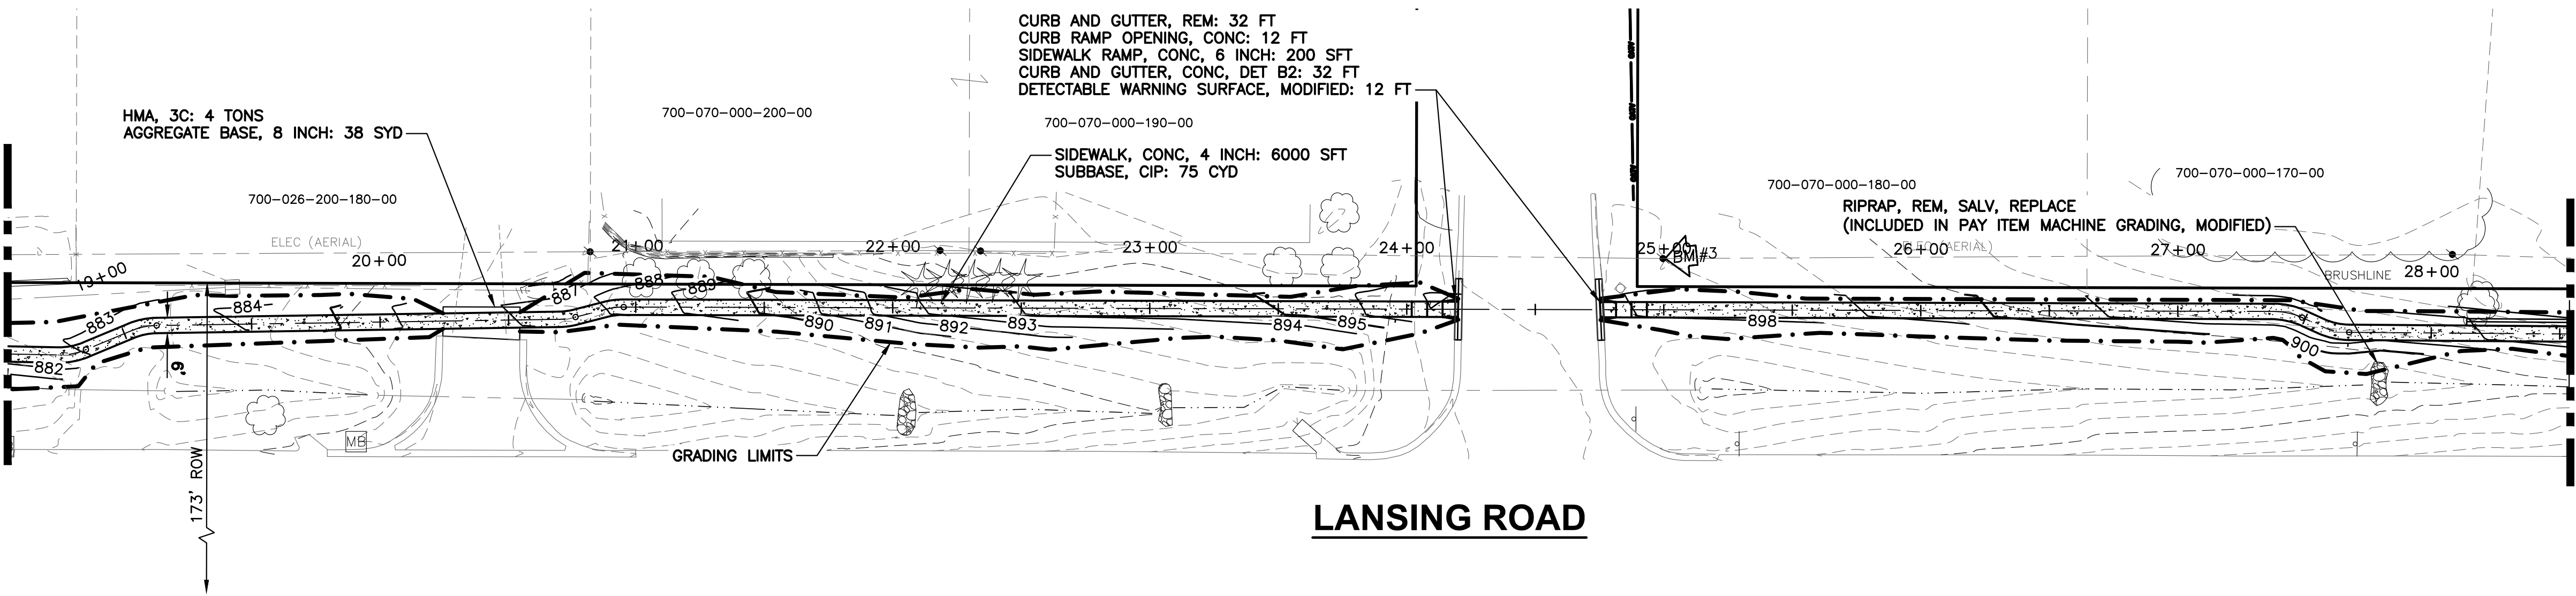 CURB AND GUTTER, REM: 32 FT
CURB RAMP OPENING, CONC: 12 FT
SIDEWALK RAMP, CONC, 6 INCH: 200 SFT
CURB AND GUTTER, CONC, DET B2: 32 FT
DETECTABLE WARNING SURFACE, MODIFIED: 12 FT
HMA, 3C: 4 TONS
AGGREGATE BASE, 8 INCH: 38 SYD
700-070-000-200-00
700-070-000-190-00
SIDEWALK, CONC, 4 INCH: 6000 SFT
SUBBASE, CIP: 75 CYD
700-026-200-180-00
700-070-000-180-00
700-070-000-170-00
RIPRAP, REM, SALV, REPLACE
(INCLUDED IN PAY ITEM MACHINE GRADING, MODIFIED)
ELEC (AERIAL)
ELEC (AERIAL)
19+00
20+00
21+00
22+00
23+00
24+00
25+00
BM#3
26+00
27+00
BRUSHLINE
28+00
882
883
884
887
888
889
890
891
892
893
894
895
898
900
6'
MB
173' ROW
GRADING LIMITS
LANSING ROAD